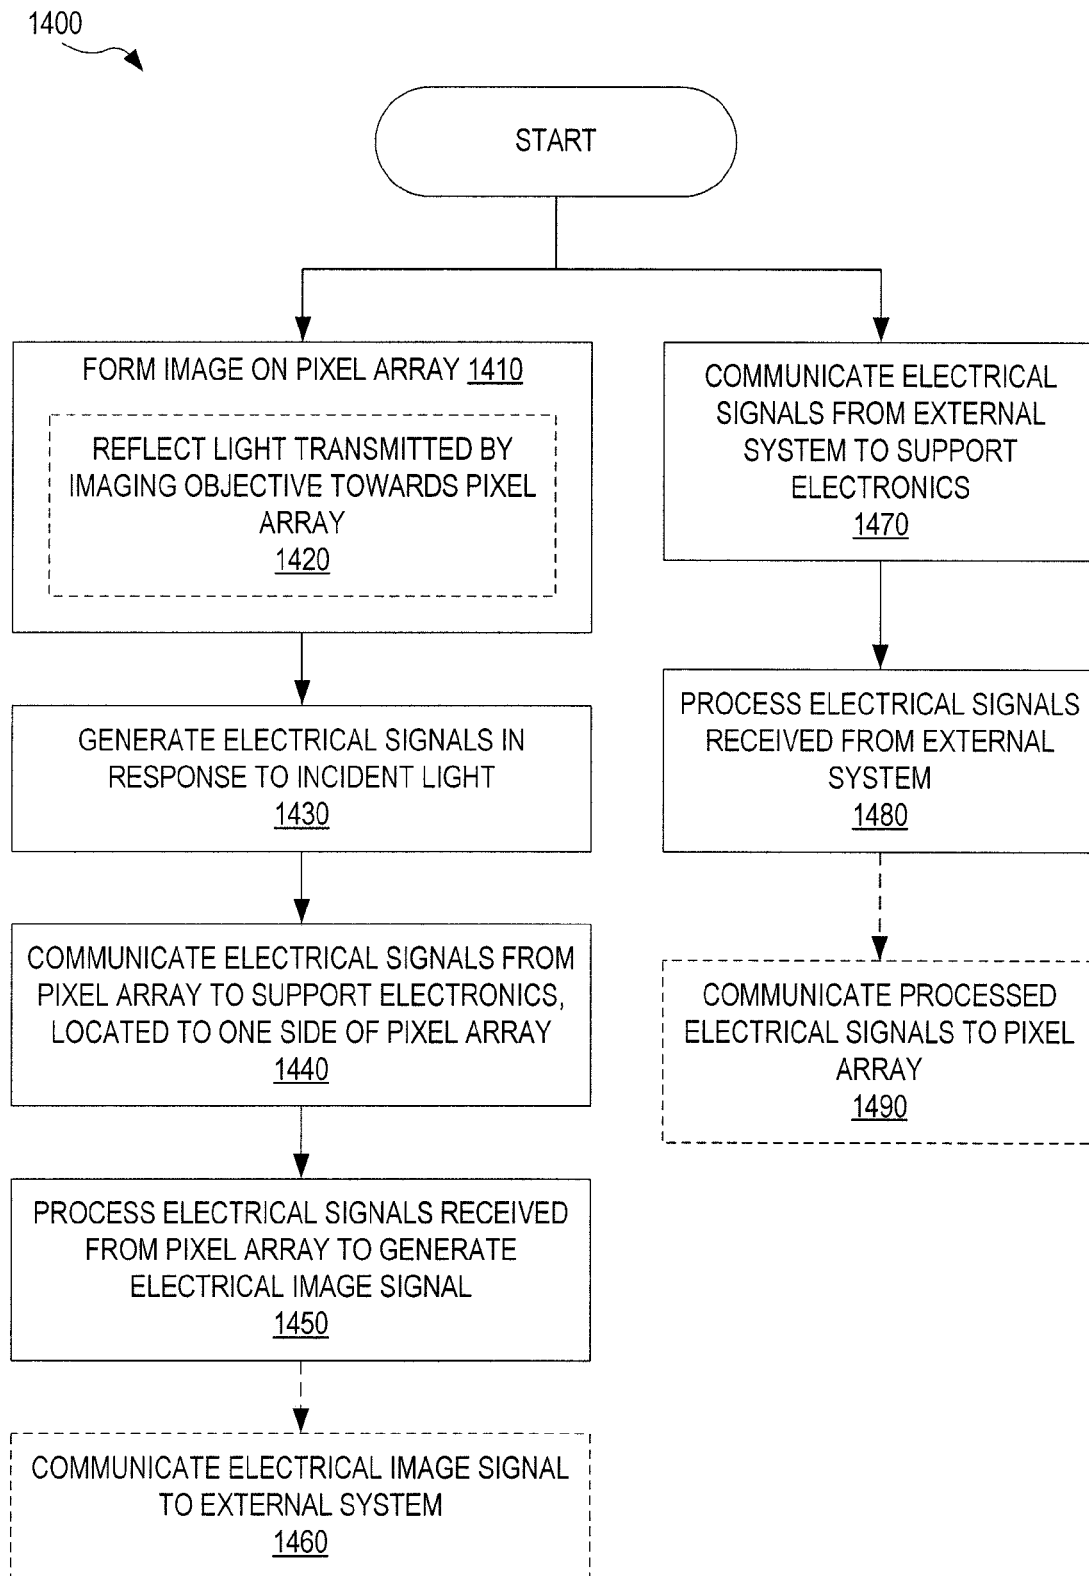 1400
START
FORM IMAGE ON PIXEL ARRAY 1410
REFLECT LIGHT TRANSMITTED BY
IMAGING OBJECTIVE TOWARDS PIXEL
ARRAY
1420
GENERATE ELECTRICAL SIGNALS IN
RESPONSE TO INCIDENT LIGHT
1430
COMMUNICATE ELECTRICAL SIGNALS FROM
PIXEL ARRAY TO SUPPORT ELECTRONICS,
LOCATED TO ONE SIDE OF PIXEL ARRAY
1440
PROCESS ELECTRICAL SIGNALS RECEIVED
FROM PIXEL ARRAY TO GENERATE
ELECTRICAL IMAGE SIGNAL
1450
COMMUNICATE ELECTRICAL IMAGE SIGNAL
TO EXTERNAL SYSTEM
1460
COMMUNICATE ELECTRICAL
SIGNALS FROM EXTERNAL
SYSTEM TO SUPPORT
ELECTRONICS
1470
PROCESS ELECTRICAL SIGNALS
RECEIVED FROM EXTERNAL
SYSTEM
1480
COMMUNICATE PROCESSED
ELECTRICAL SIGNALS TO PIXEL
ARRAY
1490